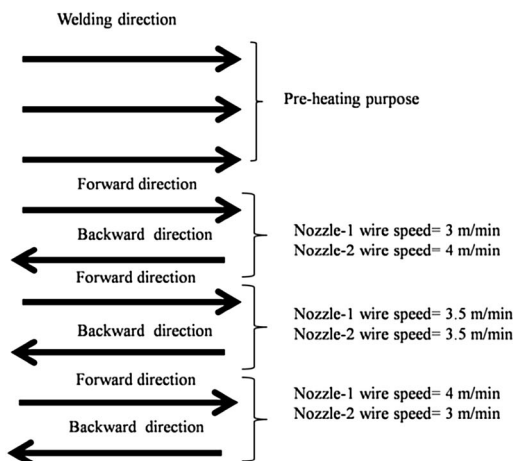 Welding direction
Pre-heating purpose
Forward direction
Backward direction
Nozzle-1 wire speed= 3 m/min
Nozzle-2 wire speed= 4 m/min
Forward direction
Backward direction
Nozzle-1 wire speed= 3.5 m/min
Nozzle-2 wire speed= 3.5 m/min
Forward direction
Backward direction
Nozzle-1 wire speed= 4 m/min
Nozzle-2 wire speed= 3 m/min